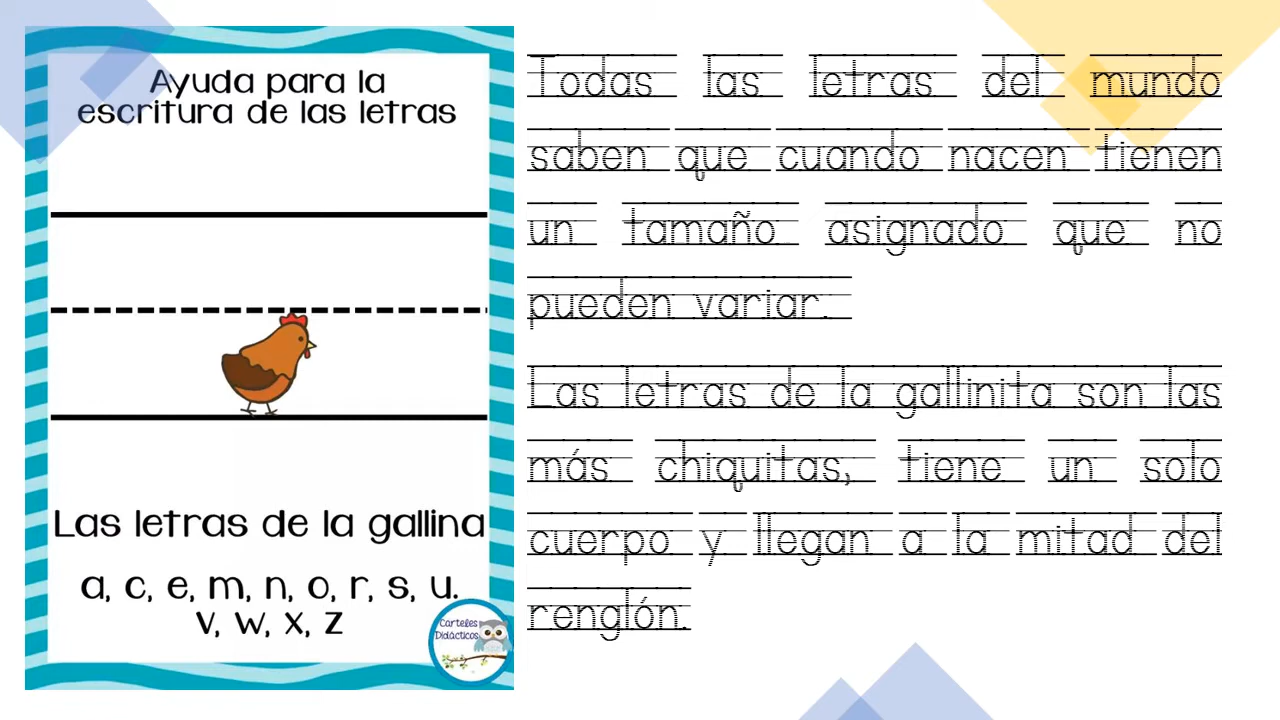 Ayuda para la
escritura de las letras
Las letras de la gallina
a, c, e, m, n, o, r, s, u.
v, w, x, z
Carteles
Didácticos
Todas las letras del mundo
saben que cuando nacen tienen
un tamaño asignado que no
pueden variar.
Las letras de la gallinita son las
más chiquitas, tiene un solo
cuerpo y llegan a la mitad del
renglón.